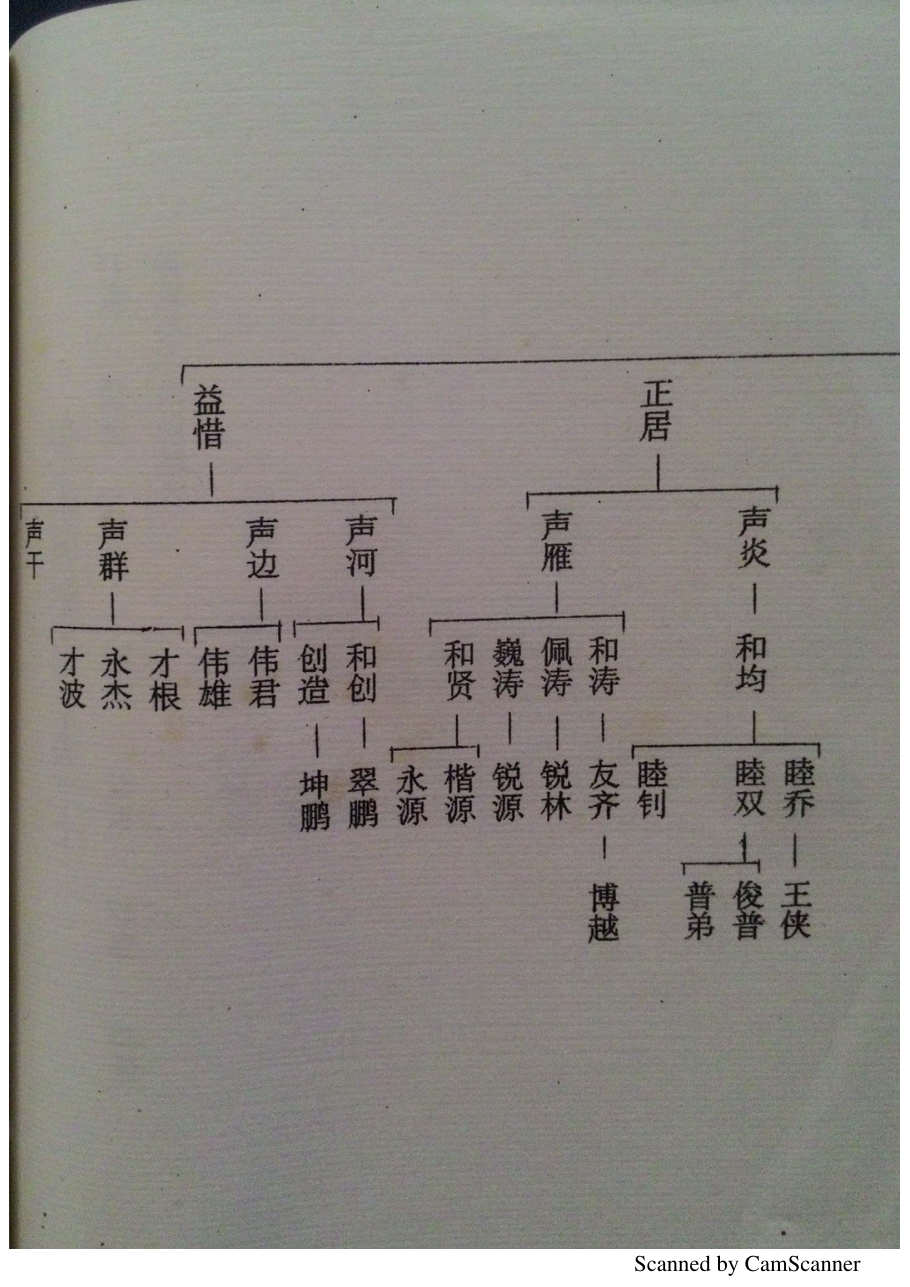 正居
益惜
声炎
声雁
声河
声边
声群
声干
和均
和涛
佩涛
巍涛
和贤
和创
创造
伟君
伟雄
才根
永杰
才波
睦乔
睦双
睦钊
友齐
锐林
锐源
楷源
永源
翠鹏
坤鹏
王侠
俊普
普弟
博越
Scanned by CamScanner